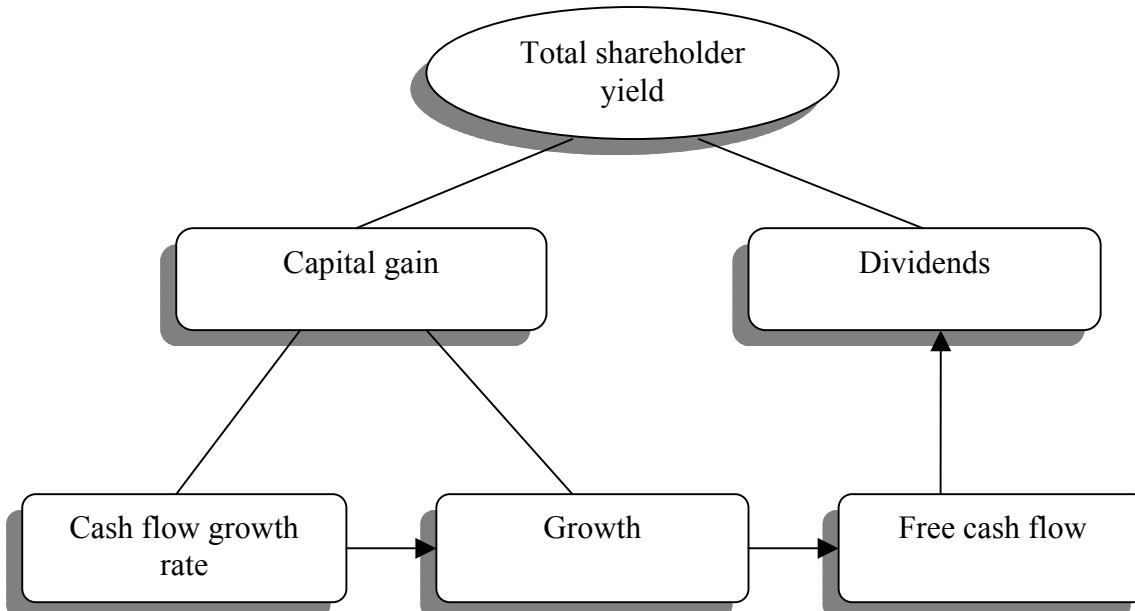 Total shareholder
yield
Capital gain
Dividends
Cash flow growth
rate
Growth
Free cash flow